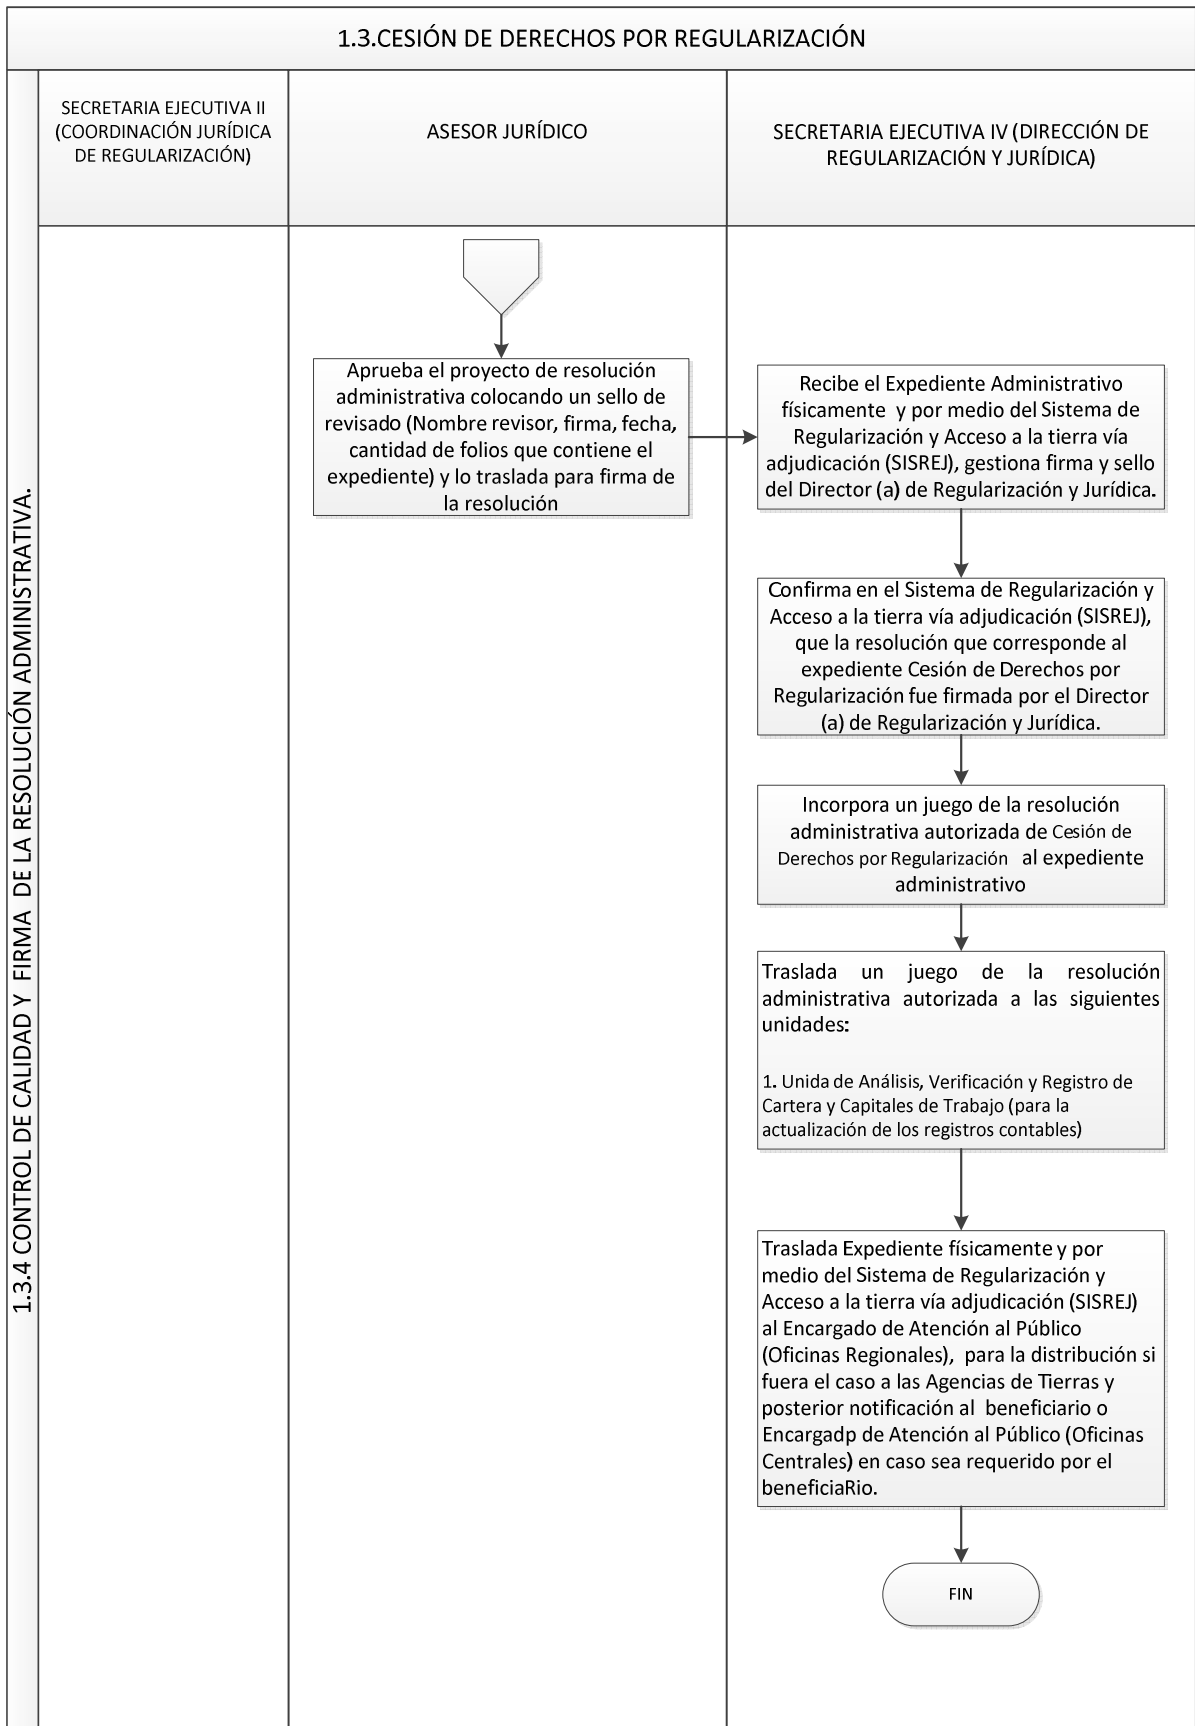 1.3.CESIÓN DE DERECHOS POR REGULARIZACIÓN
1.3.4 CONTROL DE CALIDAD Y FIRMA DE LA RESOLUCIÓN ADMINISTRATIVA.
SECRETARIA EJECUTIVA II
(COORDINACIÓN JURÍDICA
DE REGULARIZACIÓN)
ASESOR JURÍDICO
SECRETARIA EJECUTIVA IV (DIRECCIÓN DE
REGULARIZACIÓN Y JURÍDICA)
Aprueba el proyecto de resolución
administrativa colocando un sello de
revisado (Nombre revisor, firma, fecha,
cantidad de folios que contiene el
expediente) y lo traslada para firma de
la resolución
Recibe el Expediente Administrativo
físicamente y por medio del Sistema de
Regularización y Acceso a la tierra vía
adjudicación (SISREJ), gestiona firma y sello
del Director (a) de Regularización y Jurídica.
Confirma en el Sistema de Regularización y
Acceso a la tierra vía adjudicación (SISREJ),
que la resolución que corresponde al
expediente Cesión de Derechos por
Regularización fue firmada por el Director
(a) de Regularización y Jurídica.
Incorpora un juego de la resolución
administrativa autorizada de Cesión de
Derechos por Regularización al expediente
administrativo
Traslada un juego de la resolución
administrativa autorizada a las siguientes
unidades:
1. Unida de Análisis, Verificación y Registro de
Cartera y Capitales de Trabajo (para la
actualización de los registros contables)
Traslada Expediente físicamente y por
medio del Sistema de Regularización y
Acceso a la tierra vía adjudicación (SISREJ)
al Encargado de Atención al Público
(Oficinas Regionales), para la distribución si
fuera el caso a las Agencias de Tierras y
posterior notificación al beneficiario o
Encargadp de Atención al Público (Oficinas
Centrales) en caso sea requerido por el
beneficiaRio.
FIN